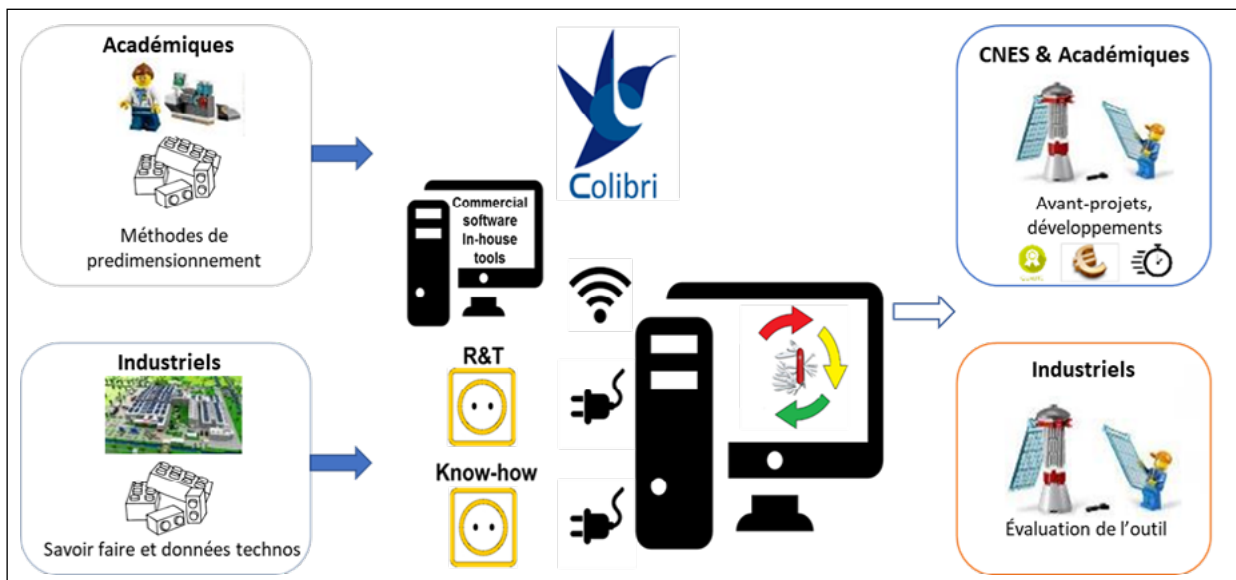 Académiques
Méthodes de
predimensionnement
Industriels
Savoir faire et données technos
Colibri
Commercial
software
In-house
tools
R&T
Know-how
CNES & Académiques
Avant-projets,
développements
Industriels
Évaluation de l'outil